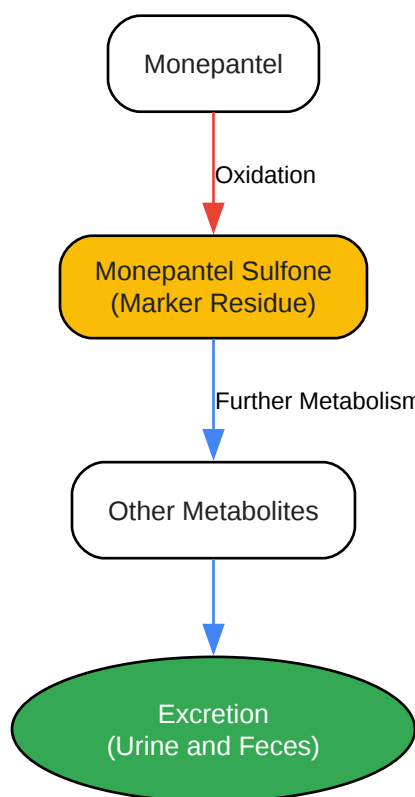 Monepantel
Oxidation
Monepantel Sulfone
(Marker Residue)
Further Metabolism
Other Metabolites
Excretion
(Urine and Feces)